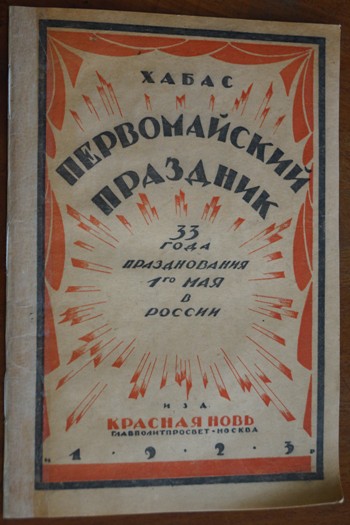 ХАБАС
ПЕРВОМАЙСКИЙ
ПРАЗДНИК
33
ГОДА
ПРАЗДНОВАНИЯ
1го МАЯ
В
РОССИИ
ИЗД
КРАСНАЯ НОВЬ
ГЛАВПОЛИТПРОСВЕТ • МОСКВА
1 • 9 • 2 • 3